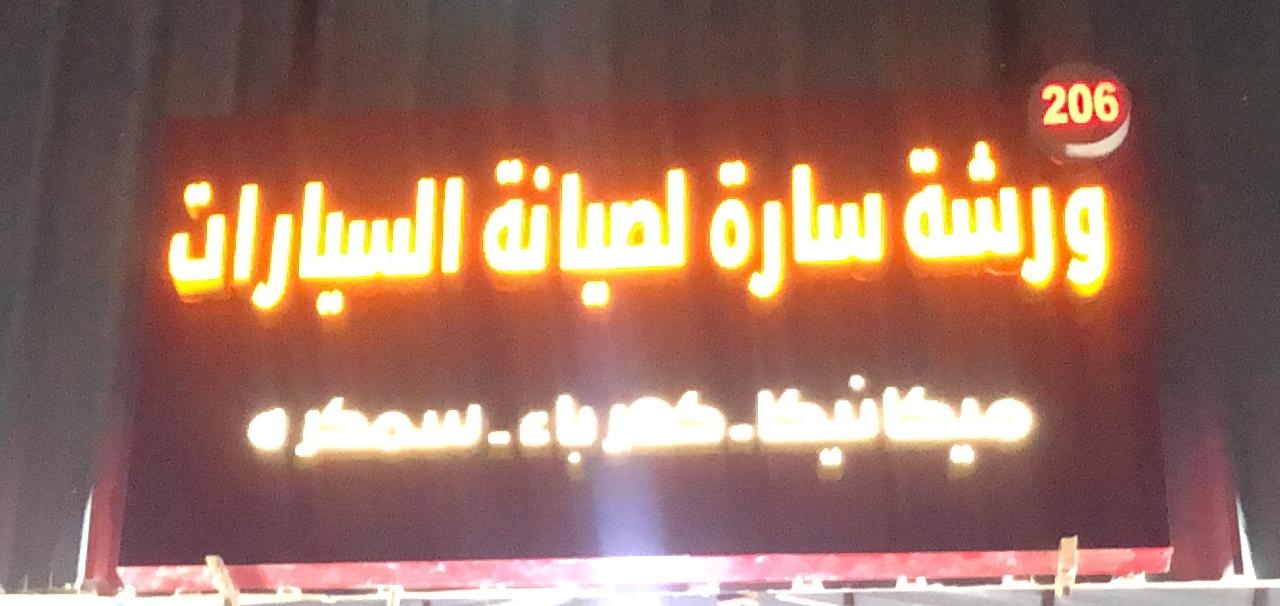 206
ورشة سارة لصيانة السيارات
ميكانيكا - كهرباء - سمكره